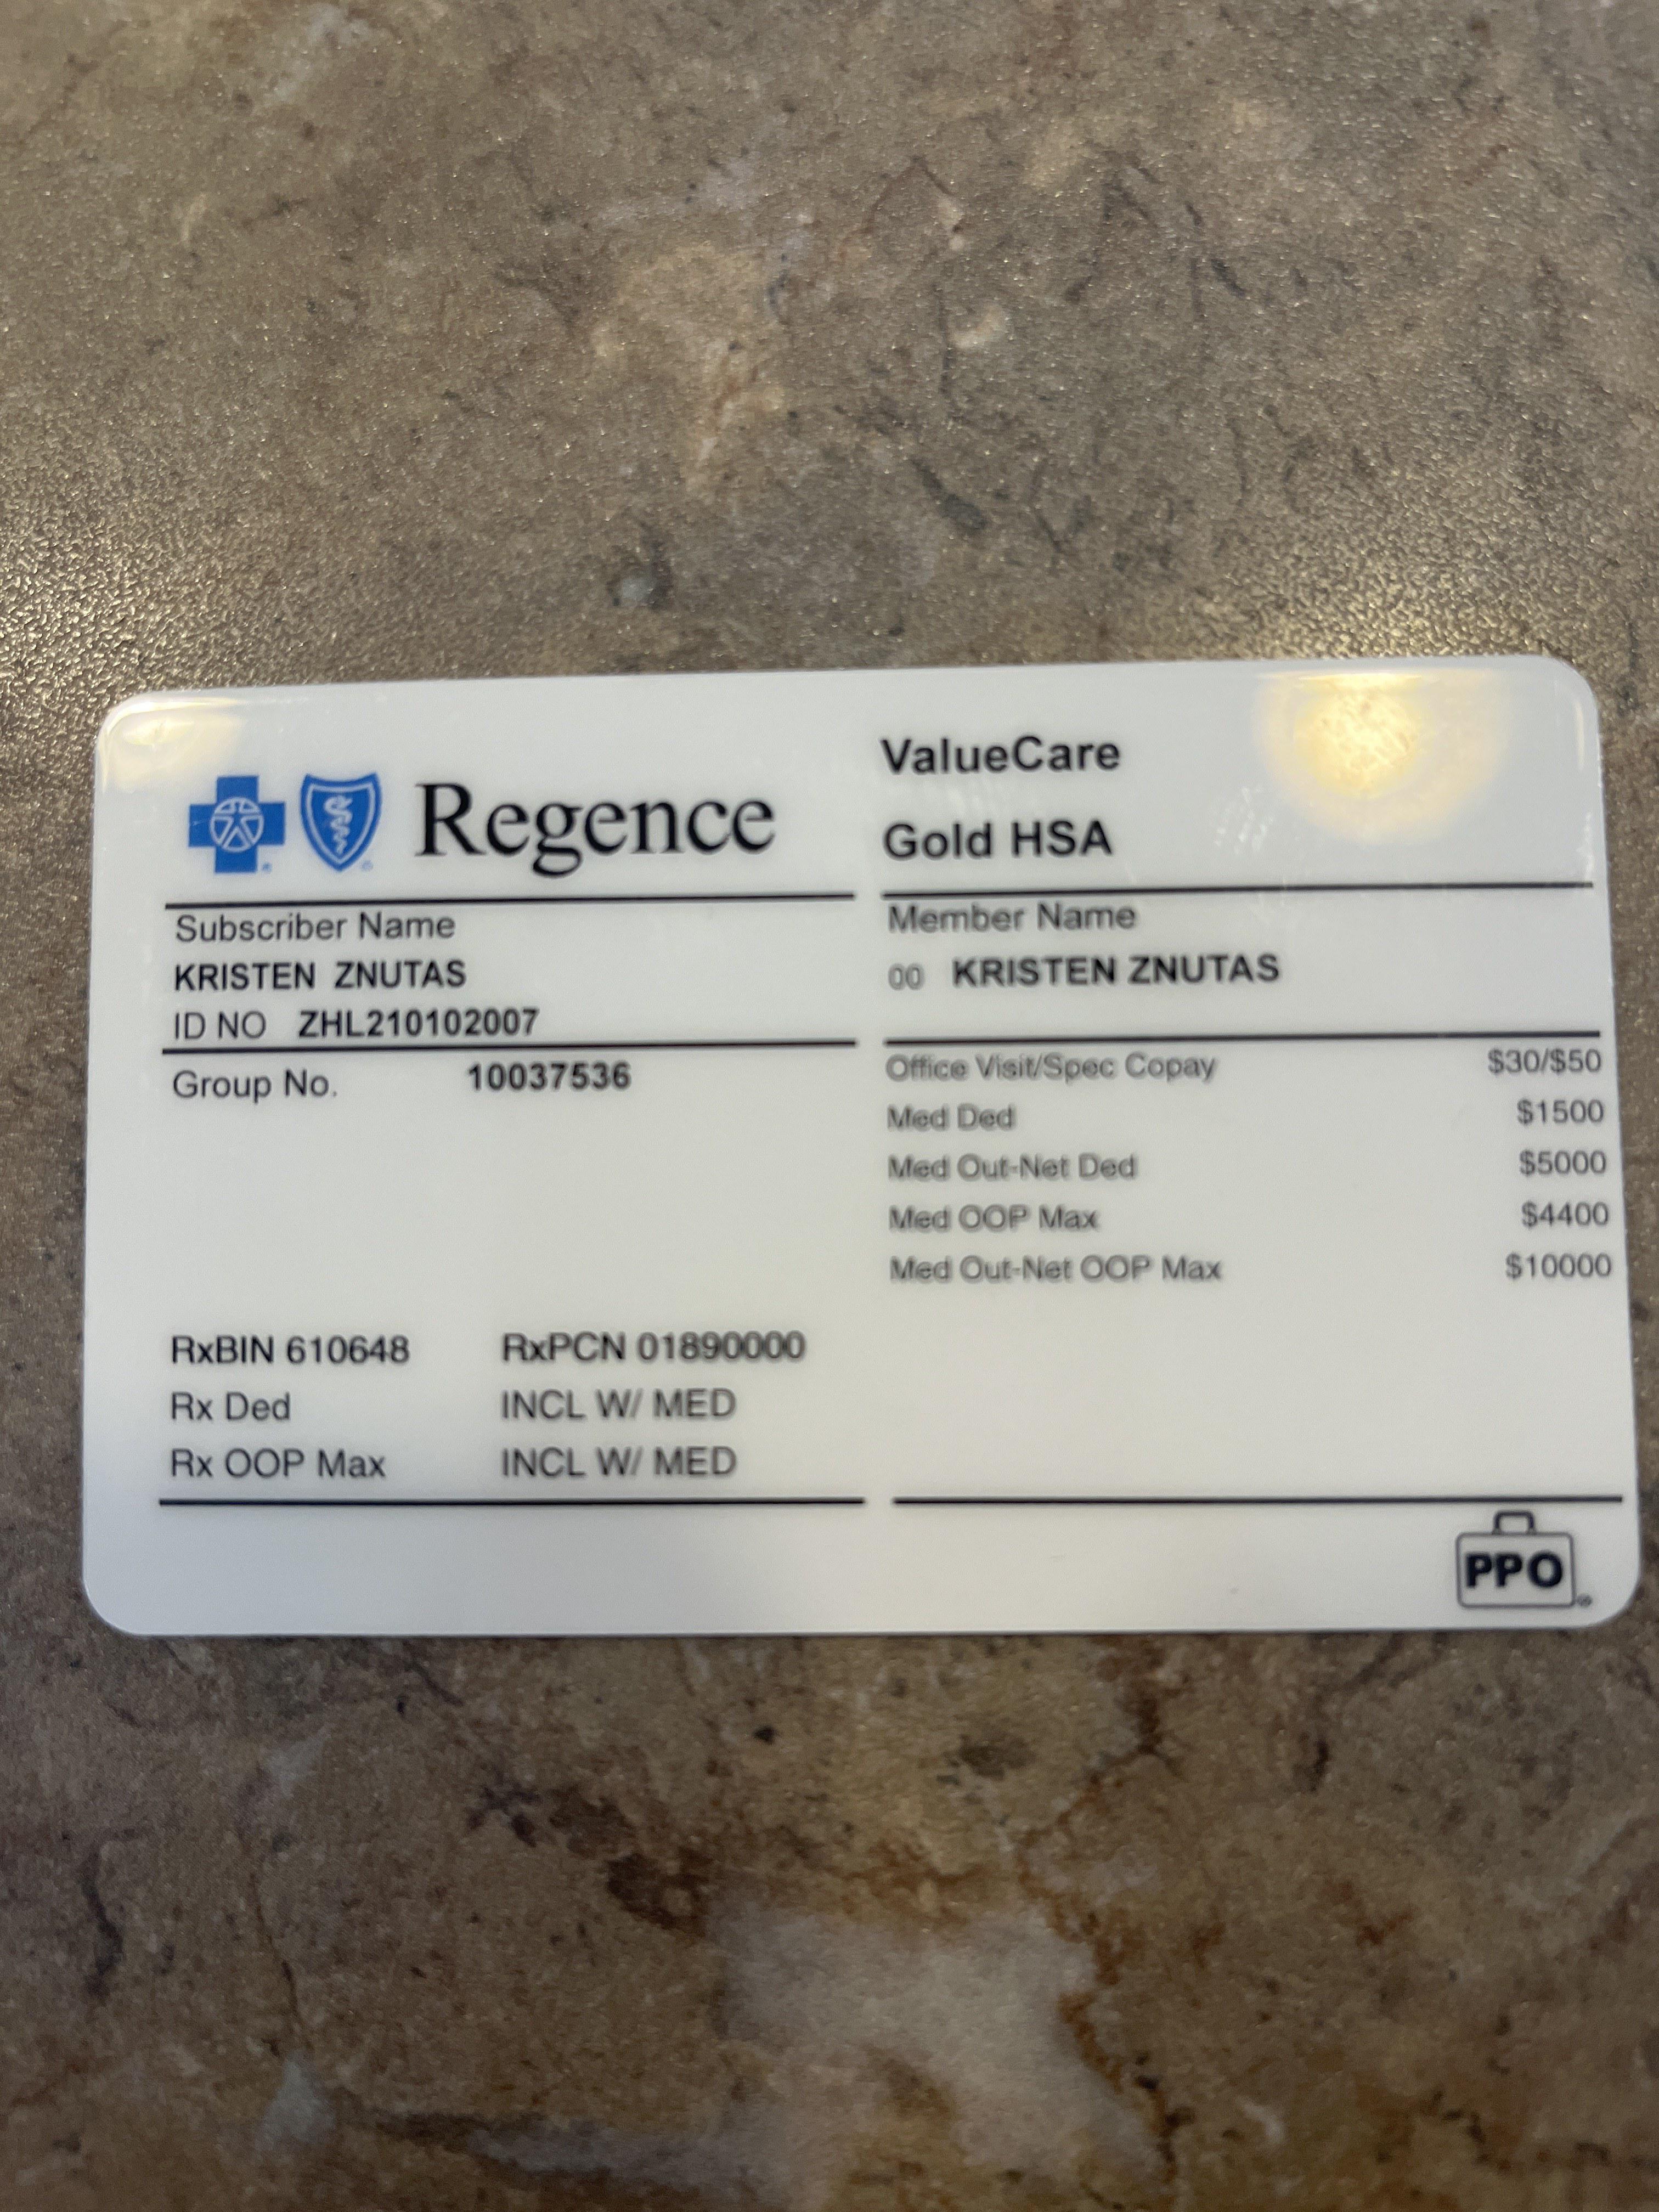 Regence
Subscriber Name
KRISTEN ZNUTAS
ID NO ZHL210102007
Group No. 10037536
RxBIN 610648 RxPCN 01890000
Rx Ded INCL W/ MED
Rx OOP Max INCL W/ MED
ValueCare
Gold HSA
Member Name
00 KRISTEN ZNUTAS
Office Visit/Spec Copay $30/$50
Med Ded $1500
Med Out-Net Ded $5000
Med OOP Max $4400
Med Out-Net OOP Max $10000
PPO